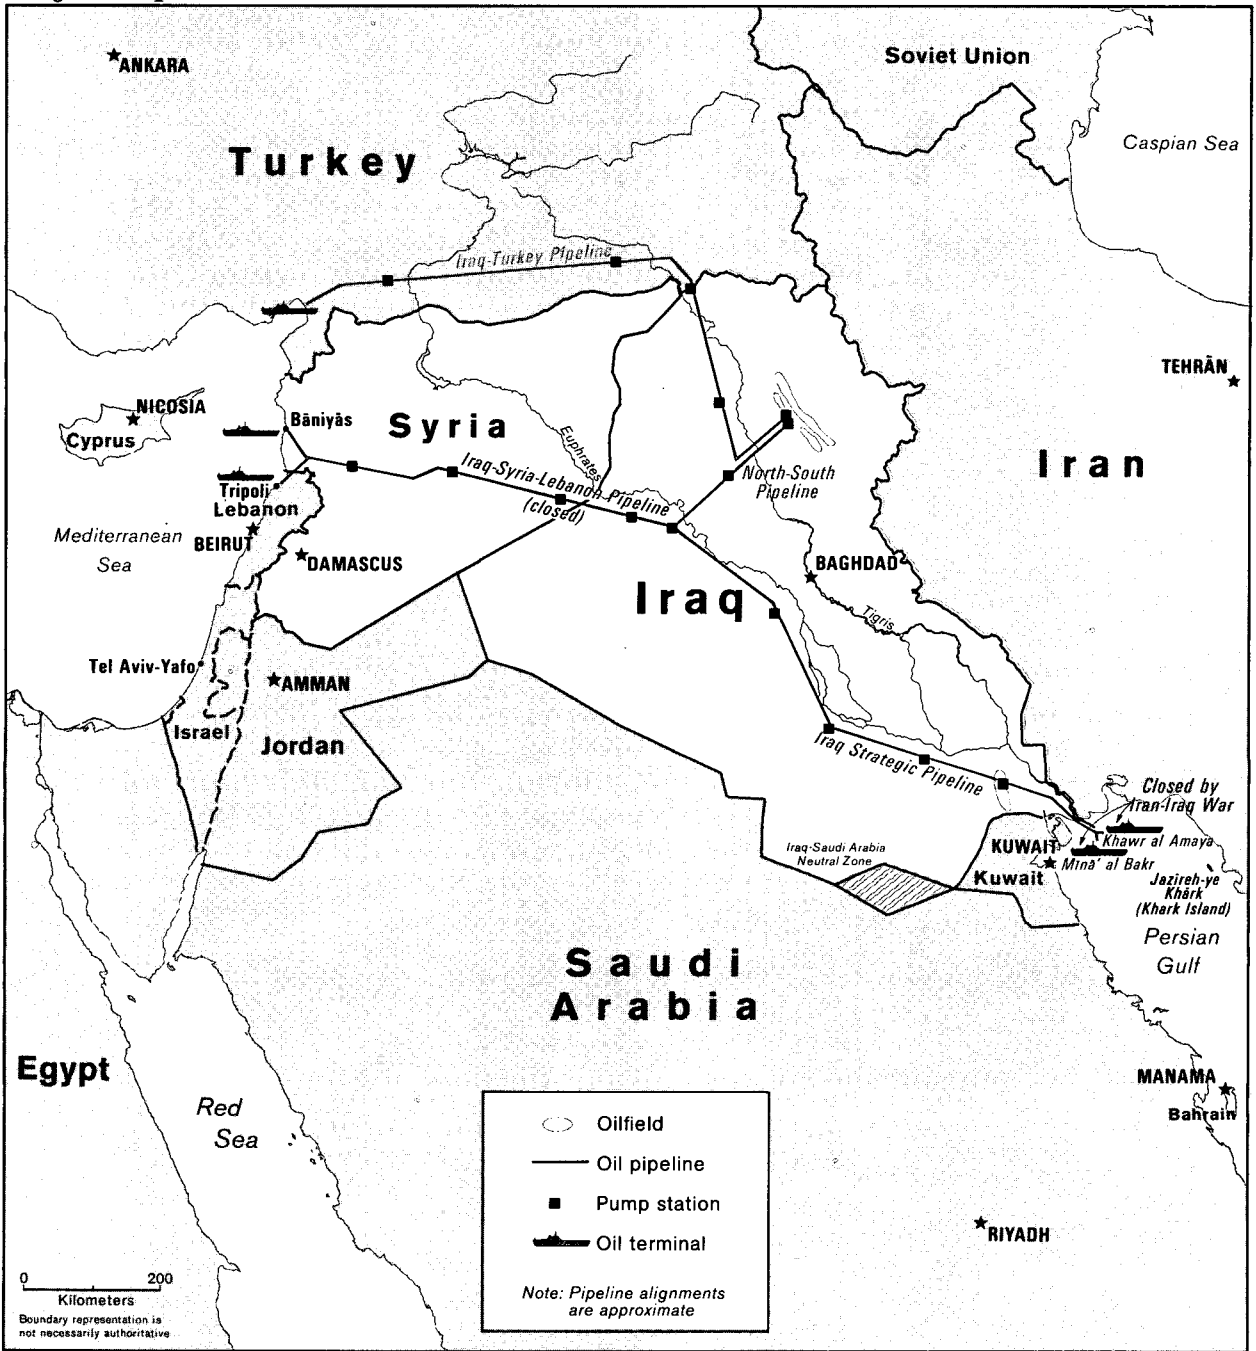 ANKARA
Soviet Union
Caspian Sea
Turkey
Iraq-Turkey Pipeline
TEHRĀN
NICOSIA
Cyprus
Bāniyās
Syria
Euphrates
Iran
Iraq-Syria-Lebanon Pipeline
(closed)
North-South
Pipeline
Tripoli
Lebanon
Mediterranean
Sea
BEIRUT
DAMASCUS
BAGHDAD
Iraq
Tigris
Tel Aviv-Yafo
AMMAN
Israel
Jordan
Iraq Strategic Pipeline
Closed by
Iran-Iraq War
Khawr al Amaya
Mīnā' al Bakr
KUWAIT
Kuwait
Iraq-Saudi Arabia
Neutral Zone
Jazireh-ye
Khārk
(Khark Island)
Persian
Gulf
Saudi
Arabia
Egypt
Red
Sea
MANAMA
Bahrain
Oilfield
Oil pipeline
Pump station
Oil terminal
Note: Pipeline alignments
are approximate
RIYADH
0 200
Kilometers
Boundary representation is
not necessarily authoritative